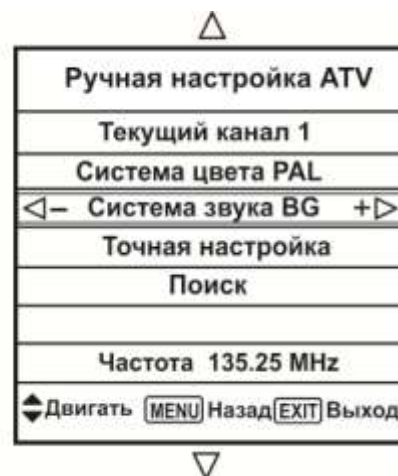 Ручная настройка ATV
Текущий канал 1
Система цвета PAL
– Система звука BG +
Точная настройка
Поиск
Частота 135.25 MHz
Двигать MENU Назад EXIT Выход